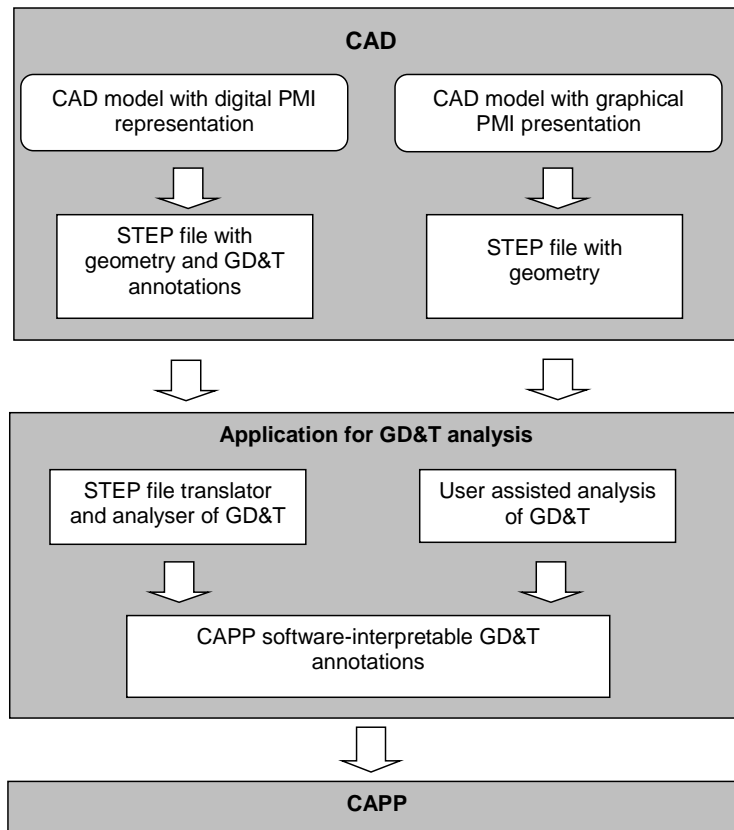 CAD
CAD model with digital PMI
representation
CAD model with graphical
PMI presentation
STEP file with
geometry and GD&T
annotations
STEP file with
geometry
Application for GD&T analysis
STEP file translator
and analyser of GD&T
User assisted analysis
of GD&T
CAPP software-interpretable GD&T
annotations
CAPP